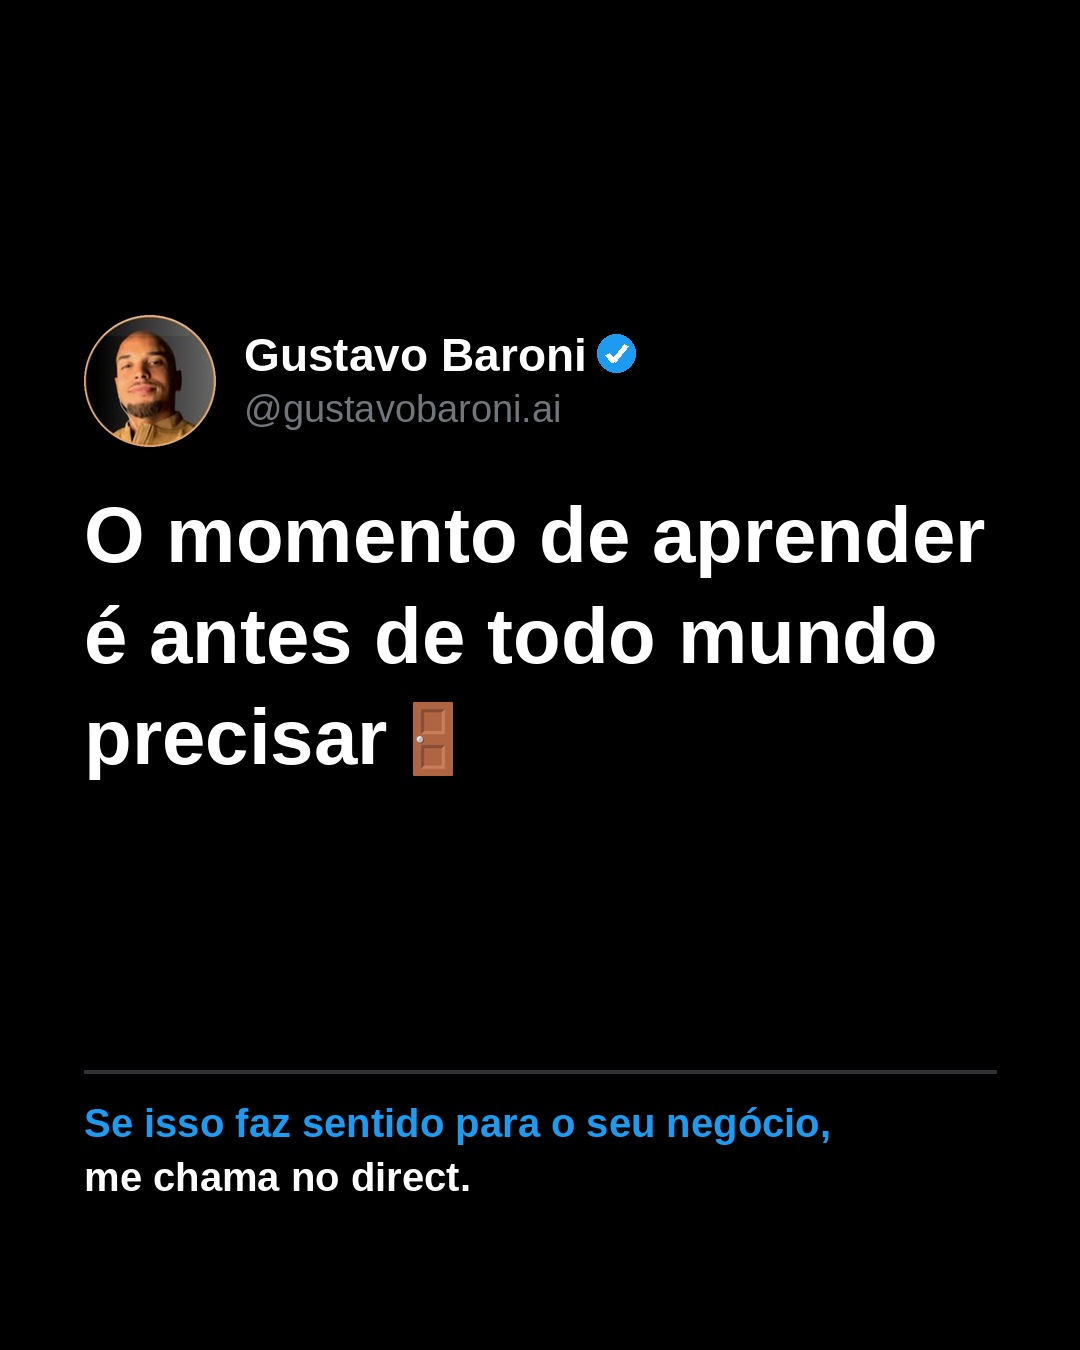 Gustavo Baroni
@gustavobaroni.ai
O momento de aprender
é antes de todo mundo
precisar 🚪
Se isso faz sentido para o seu negócio,
me chama no direct.